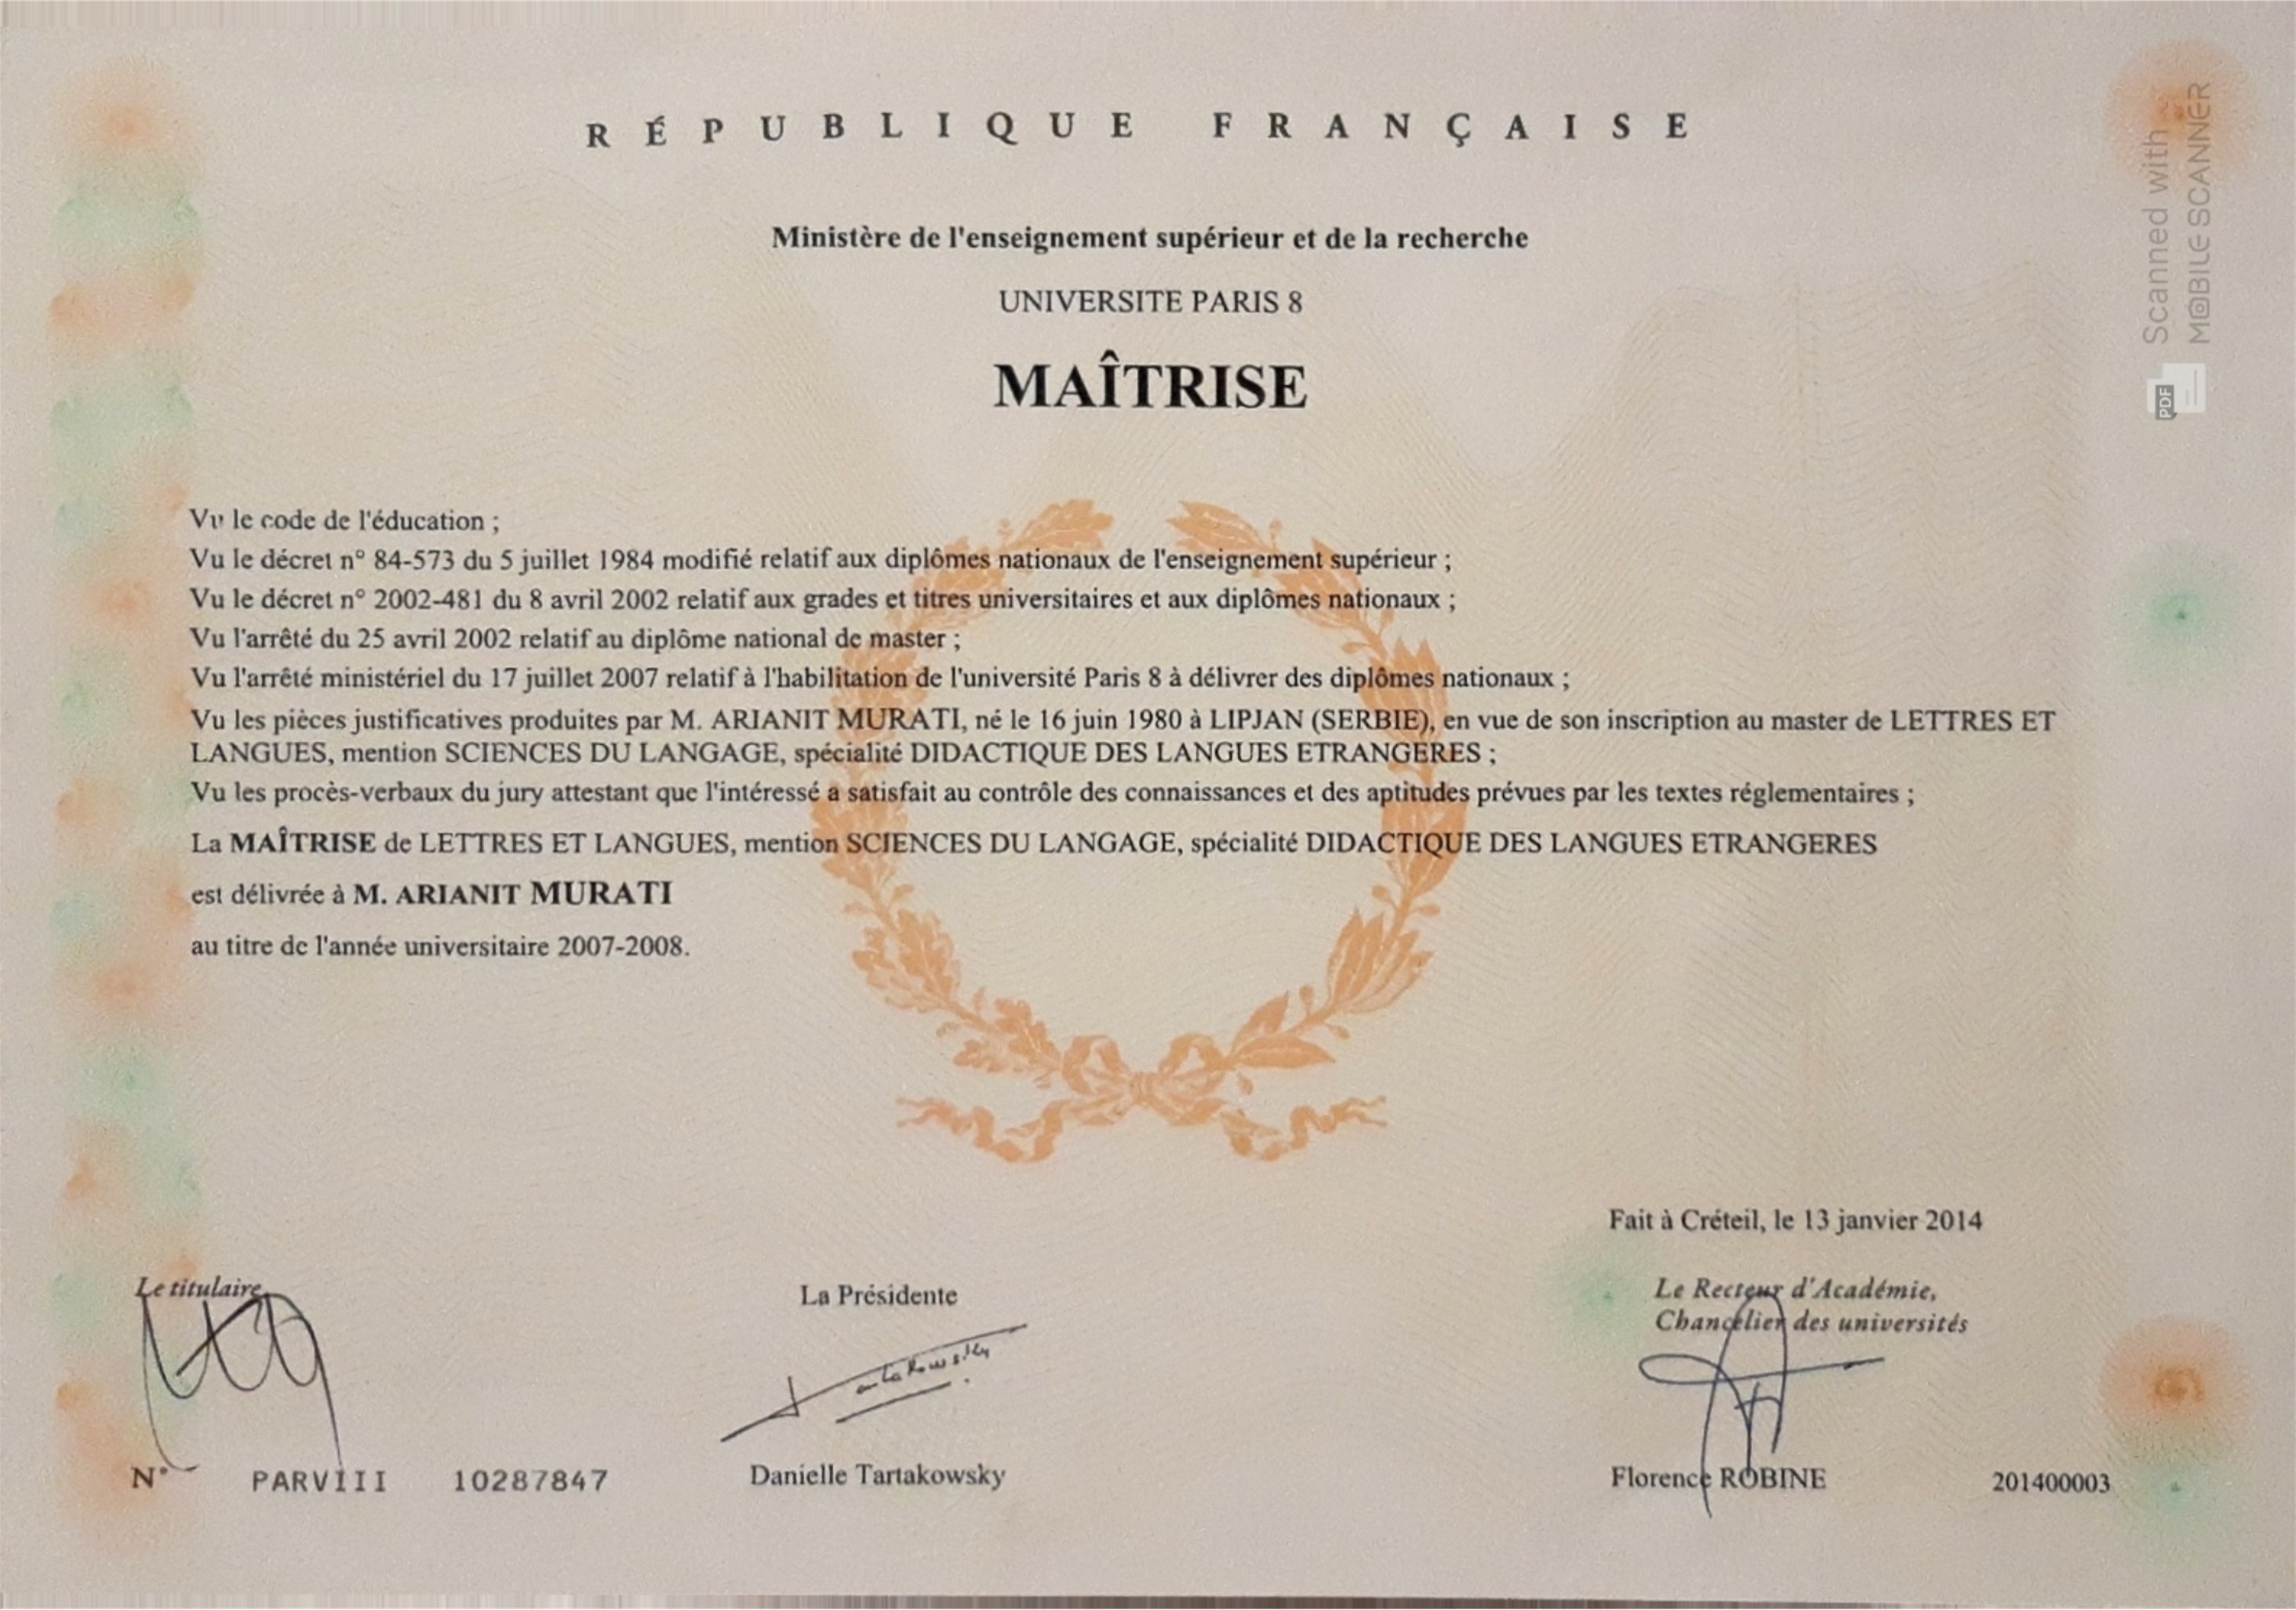 RÉPUBLIQUE FRANÇAISE
Ministère de l'enseignement supérieur et de la recherche
UNIVERSITE PARIS 8
MAÎTRISE
Vu le code de l'éducation ;
Vu le décret n° 84-573 du 5 juillet 1984 modifié relatif aux diplômes nationaux de l'enseignement supérieur ;
Vu le décret n° 2002-481 du 8 avril 2002 relatif aux grades et titres universitaires et aux diplômes nationaux ;
Vu l'arrêté du 25 avril 2002 relatif au diplôme national de master ;
Vu l'arrêté ministériel du 17 juillet 2007 relatif à l'habilitation de l'université Paris 8 à délivrer des diplômes nationaux ;
Vu les pièces justificatives produites par M. ARIANIT MURATI, né le 16 juin 1980 à LIPJAN (SERBIE), en vue de son inscription au master de LETTRES ET
LANGUES, mention SCIENCES DU LANGAGE, spécialité DIDACTIQUE DES LANGUES ETRANGERES ;
Vu les procès-verbaux du jury attestant que l'intéressé a satisfait au contrôle des connaissances et des aptitudes prévues par les textes réglementaires ;
La MAÎTRISE de LETTRES ET LANGUES, mention SCIENCES DU LANGAGE, spécialité DIDACTIQUE DES LANGUES ETRANGERES
est délivrée à M. ARIANIT MURATI
au titre de l'année universitaire 2007-2008.
Fait à Créteil, le 13 janvier 2014
Le titulaire
La Présidente
Le Recteur d'Académie,
Chancelier des universités
N° PARVIII 10287847
Danielle Tartakowsky
Florence ROBINE
201400003
Scanned with
MOBILE SCANNER
PDF